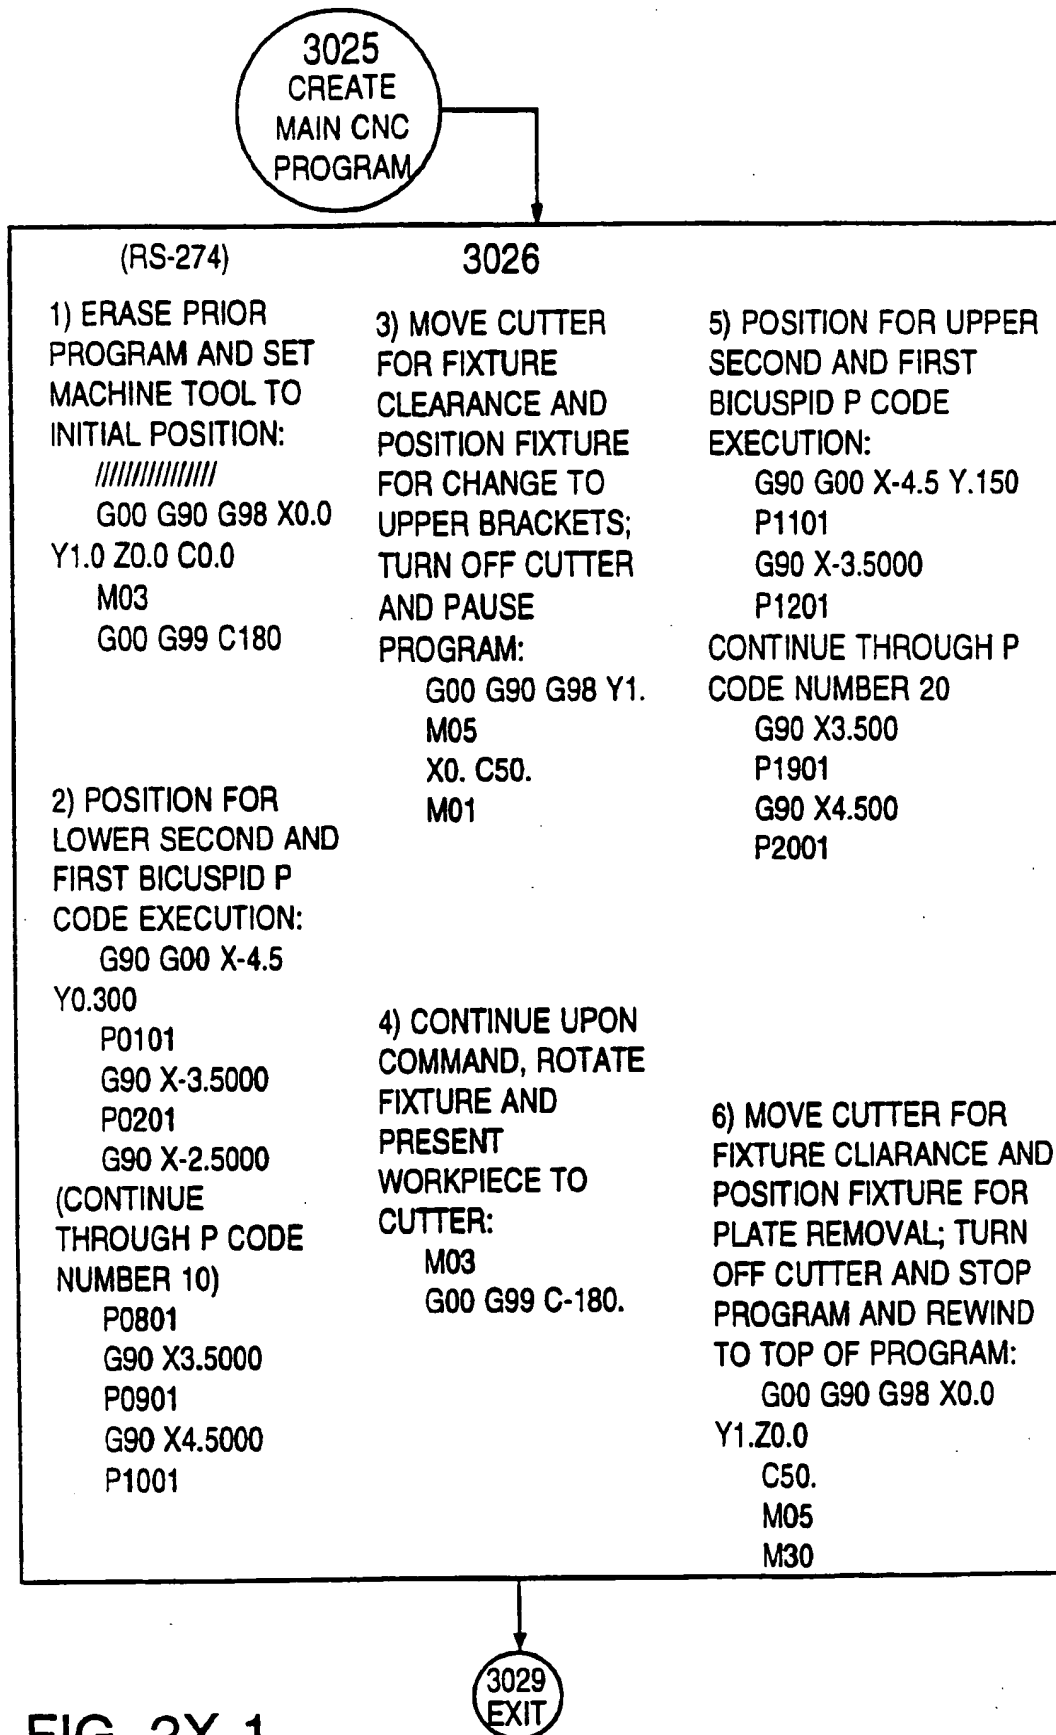 3025
CREATE
MAIN CNC
PROGRAM
(RS-274)
3026
1) ERASE PRIOR
PROGRAM AND SET
MACHINE TOOL TO
INITIAL POSITION:
////////////////
G00 G90 G98 X0.0
Y1.0 Z0.0 C0.0
M03
G00 G99 C180
2) POSITION FOR
LOWER SECOND AND
FIRST BICUSPID P
CODE EXECUTION:
G90 G00 X-4.5
Y0.300
P0101
G90 X-3.5000
P0201
G90 X-2.5000
(CONTINUE
THROUGH P CODE
NUMBER 10)
P0801
G90 X3.5000
P0901
G90 X4.5000
P1001
3) MOVE CUTTER
FOR FIXTURE
CLEARANCE AND
POSITION FIXTURE
FOR CHANGE TO
UPPER BRACKETS;
TURN OFF CUTTER
AND PAUSE
PROGRAM:
G00 G90 G98 Y1.
M05
X0. C50.
M01
4) CONTINUE UPON
COMMAND, ROTATE
FIXTURE AND
PRESENT
WORKPIECE TO
CUTTER:
M03
G00 G99 C-180.
5) POSITION FOR UPPER
SECOND AND FIRST
BICUSPID P CODE
EXECUTION:
G90 G00 X-4.5 Y.150
P1101
G90 X-3.5000
P1201
CONTINUE THROUGH P
CODE NUMBER 20
G90 X3.500
P1901
G90 X4.500
P2001
6) MOVE CUTTER FOR
FIXTURE CLIARANCE AND
POSITION FIXTURE FOR
PLATE REMOVAL; TURN
OFF CUTTER AND STOP
PROGRAM AND REWIND
TO TOP OF PROGRAM:
G00 G90 G98 X0.0
Y1.Z0.0
C50.
M05
M30
3029
EXIT
FIG. 2X-1